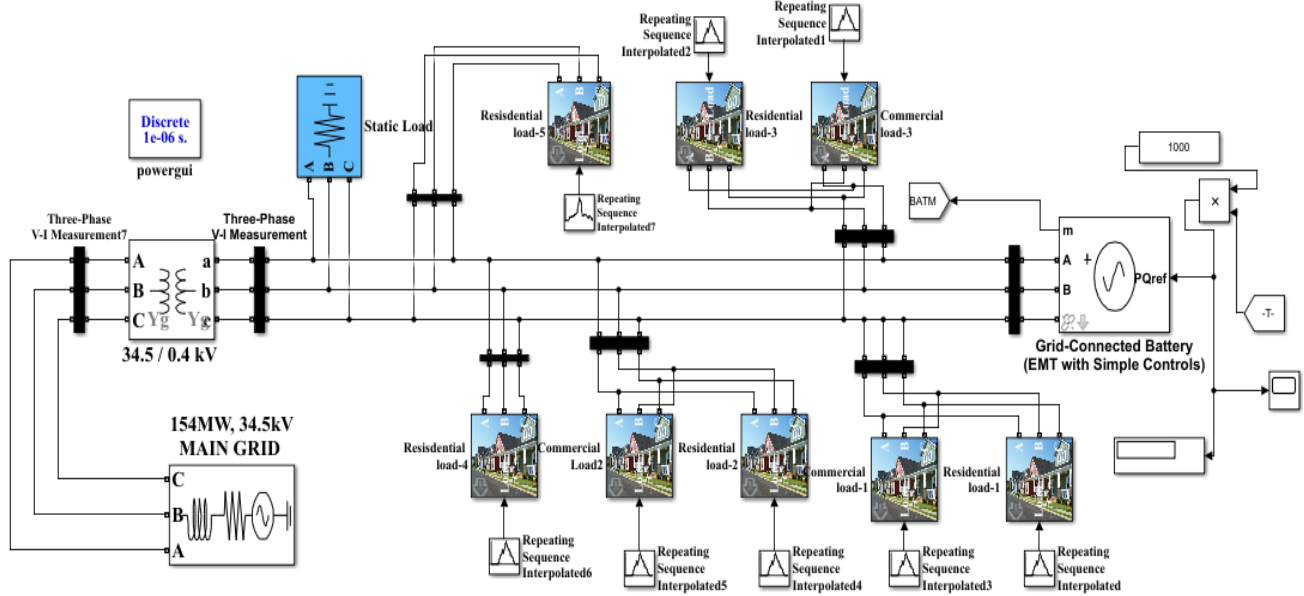 Repeating
Sequence
Interpolated2
Repeating
Sequence
Interpolated1
Discrete
1e-06 s.
powergui
A
B
C
Static Load
A
B
Resisdential
load-5
Repeating
Sequence
Interpolated7
Residential
load-3
Commercial
load-3
1000
×
BATM
-T-
Three-Phase
V-I Measurement7
Three-Phase
V-I Measurement
A
B
C
a
b
c
Yg
Yg
34.5 / 0.4 kV
m
A
B
PQref
Grid-Connected Battery
(EMT with Simple Controls)
154MW, 34.5kV
MAIN GRID
C
B
A
Resisdential
load-4
Commercial
Load2
Residential
load-2
Commercial
load-1
Residential
load-1
Repeating
Sequence
Interpolated6
Repeating
Sequence
Interpolated5
Repeating
Sequence
Interpolated4
Repeating
Sequence
Interpolated3
Repeating
Sequence
Interpolated